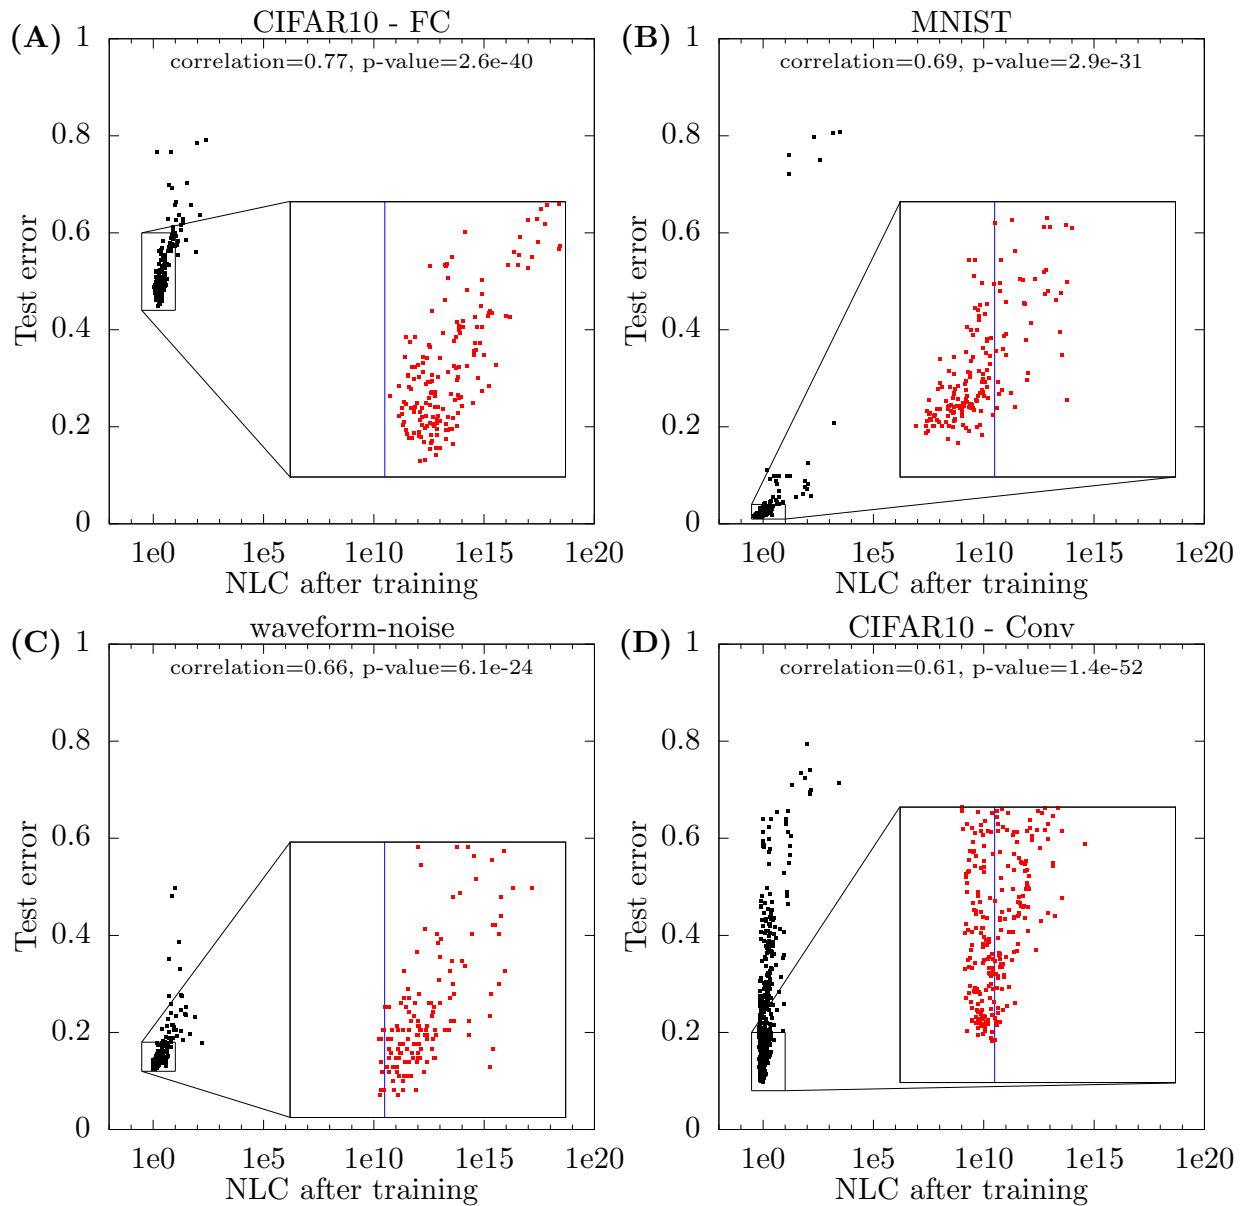 (A)
CIFAR10 - FC
correlation=0.77, p-value=2.6e-40
1
0.8
0.6
0.4
0.2
0
Test error
1e0 1e5 1e10 1e15 1e20
NLC after training
(B)
MNIST
correlation=0.69, p-value=2.9e-31
1
0.8
0.6
0.4
0.2
0
Test error
1e0 1e5 1e10 1e15 1e20
NLC after training
(C)
waveform-noise
correlation=0.66, p-value=6.1e-24
1
0.8
0.6
0.4
0.2
0
Test error
1e0 1e5 1e10 1e15 1e20
NLC after training
(D)
CIFAR10 - Conv
correlation=0.61, p-value=1.4e-52
1
0.8
0.6
0.4
0.2
0
Test error
1e0 1e5 1e10 1e15 1e20
NLC after training